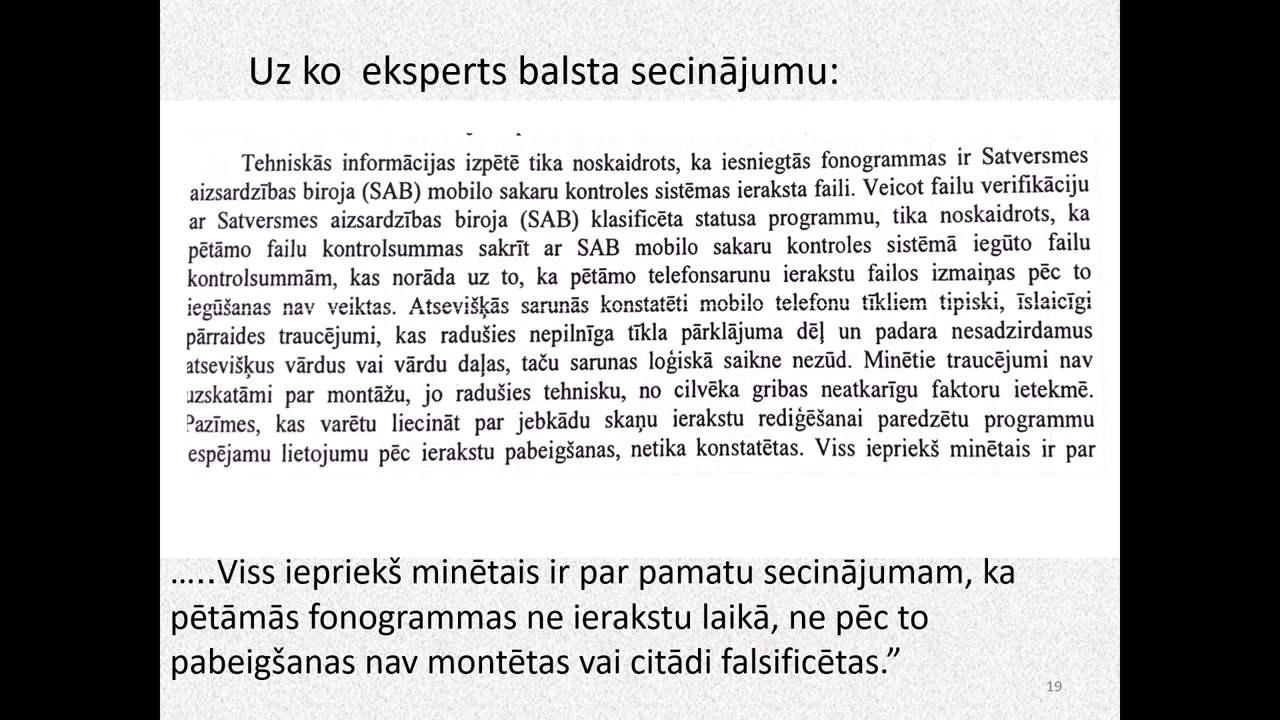 Uz ko eksperts balsta secinājumu:
Tehniskās informācijas izpētē tika noskaidrots, ka iesniegtās fonogrammas ir Satversmes
aizsardzības biroja (SAB) mobilo sakaru kontroles sistēmas ieraksta faili. Veicot failu verifikāciju
ar Satversmes aizsardzības biroja (SAB) klasificēta statusa programmu, tika noskaidrots, ka
pētāmo failu kontrolsummas sakrīt ar SAB mobilo sakaru kontroles sistēmā iegūto failu
kontrolsummām, kas norāda uz to, ka pētāmo telefonsarunu ierakstu failos izmaiņas pēc to
iegūšanas nav veiktas. Atsevišķās sarunās konstatēti mobilo telefonu tīkliem tipiski, īslaicīgi
pārraides traucējumi, kas radušies nepilnīga tīkla pārklājuma dēļ un padara nesadzirdamus
atsevišķus vārdus vai vārdu daļas, taču sarunas loģiskā saikne nezūd. Minētie traucējumi nav
uzskatāmi par montāžu, jo radušies tehnisku, no cilvēka gribas neatkarīgu faktoru ietekmē.
Pazīmes, kas varētu liecināt par jebkādu skaņu ierakstu rediģēšanai paredzētu programmu
espējamu lietojumu pēc ierakstu pabeigšanas, netika konstatētas. Viss iepriekš minētais ir par
…..Viss iepriekš minētais ir par pamatu secinājumam, ka
pētāmās fonogrammas ne ierakstu laikā, ne pēc to
pabeigšanas nav montētas vai citādi falsificētas.”
19